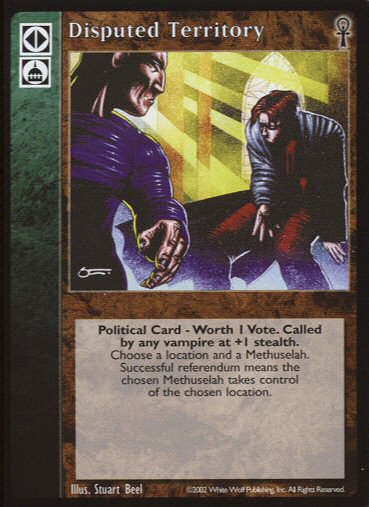 Disputed Territory
Political Card - Worth 1 Vote. Called
by any vampire at +1 stealth.
Choose a location and a Methuselah.
Successful referendum means the
chosen Methuselah takes control
of the chosen location.
Illus. Stuart Beel
©2002 White Wolf Publishing, Inc. All Rights Reserved.